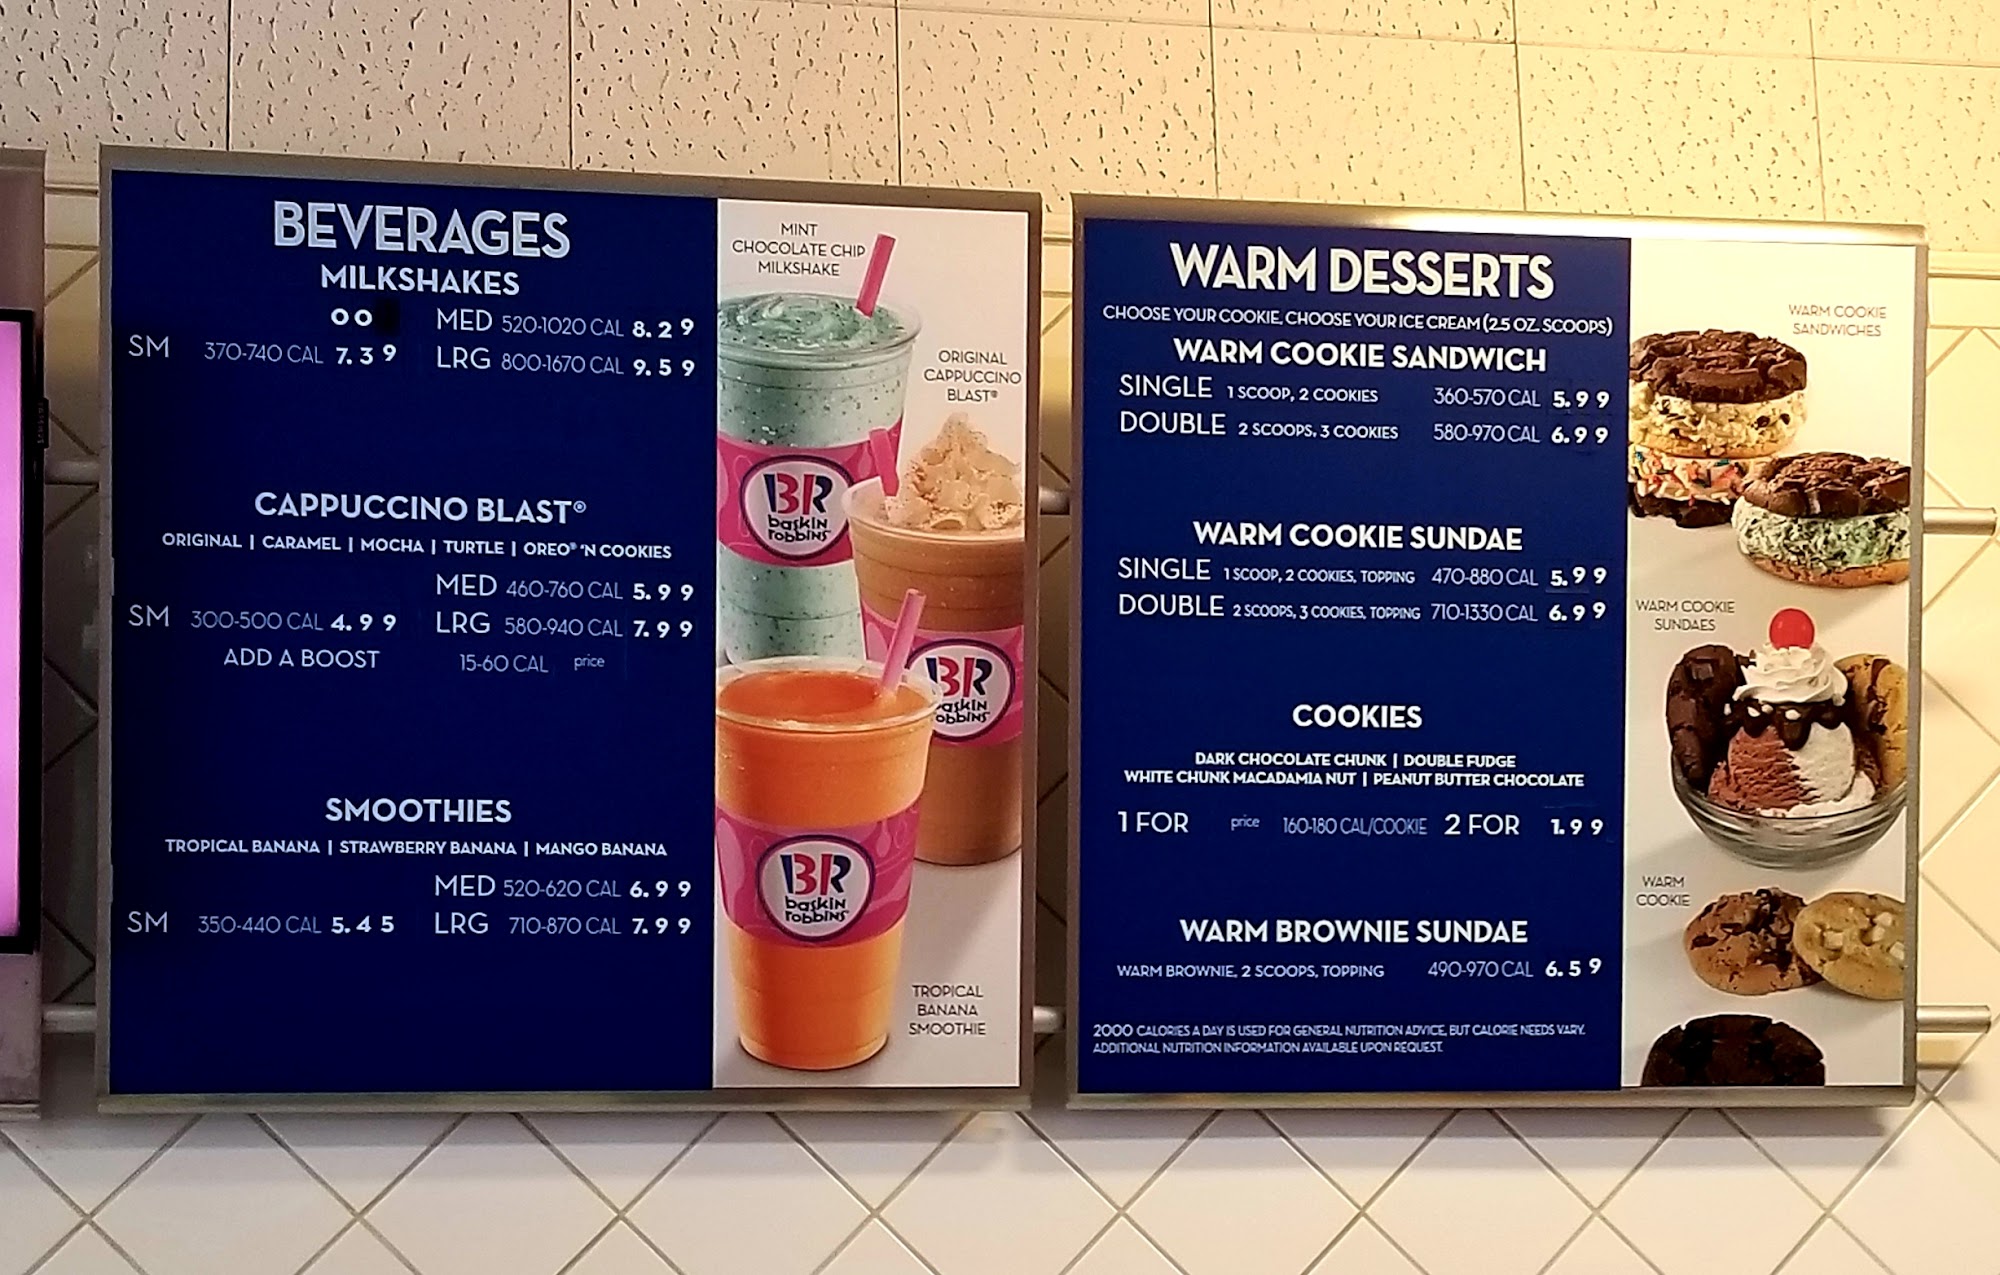 BEVERAGES
MILKSHAKES
00
MED 520-1020 CAL 8.29
SM 370-740 CAL 7.39
LRG 800-1670 CAL 9.59
CAPPUCCINO BLAST®
ORIGINAL | CARAMEL | MOCHA | TURTLE | OREO® 'N COOKIES
MED 460-760 CAL 5.99
SM 300-500 CAL 4.99
LRG 580-940 CAL 7.99
ADD A BOOST 15-60 CAL price
SMOOTHIES
TROPICAL BANANA | STRAWBERRY BANANA | MANGO BANANA
MED 520-620 CAL 6.99
SM 350-440 CAL 5.45
LRG 710-870 CAL 7.99
MINT
CHOCOLATE CHIP
MILKSHAKE
ORIGINAL
CAPPUCCINO
BLAST®
BR
baskin
robbins
BR
baskin
robbins
BR
baskin
robbins
TROPICAL
BANANA
SMOOTHIE
WARM DESSERTS
CHOOSE YOUR COOKIE, CHOOSE YOUR ICE CREAM (2.5 OZ. SCOOPS)
WARM COOKIE SANDWICH
SINGLE 1 SCOOP, 2 COOKIES 360-570 CAL 5.99
DOUBLE 2 SCOOPS, 3 COOKIES 580-970 CAL 6.99
WARM COOKIE SUNDAE
SINGLE 1 SCOOP, 2 COOKIES, TOPPING 470-880 CAL 5.99
DOUBLE 2 SCOOPS, 3 COOKIES, TOPPING 710-1330 CAL 6.99
COOKIES
DARK CHOCOLATE CHUNK | DOUBLE FUDGE
WHITE CHUNK MACADAMIA NUT | PEANUT BUTTER CHOCOLATE
1 FOR price 160-180 CAL/COOKIE 2 FOR 1.99
WARM BROWNIE SUNDAE
WARM BROWNIE, 2 SCOOPS, TOPPING 490-970 CAL 6.59
2000 CALORIES A DAY IS USED FOR GENERAL NUTRITION ADVICE, BUT CALORIE NEEDS VARY.
ADDITIONAL NUTRITION INFORMATION AVAILABLE UPON REQUEST.
WARM COOKIE
SANDWICHES
WARM COOKIE
SUNDAES
WARM
COOKIE